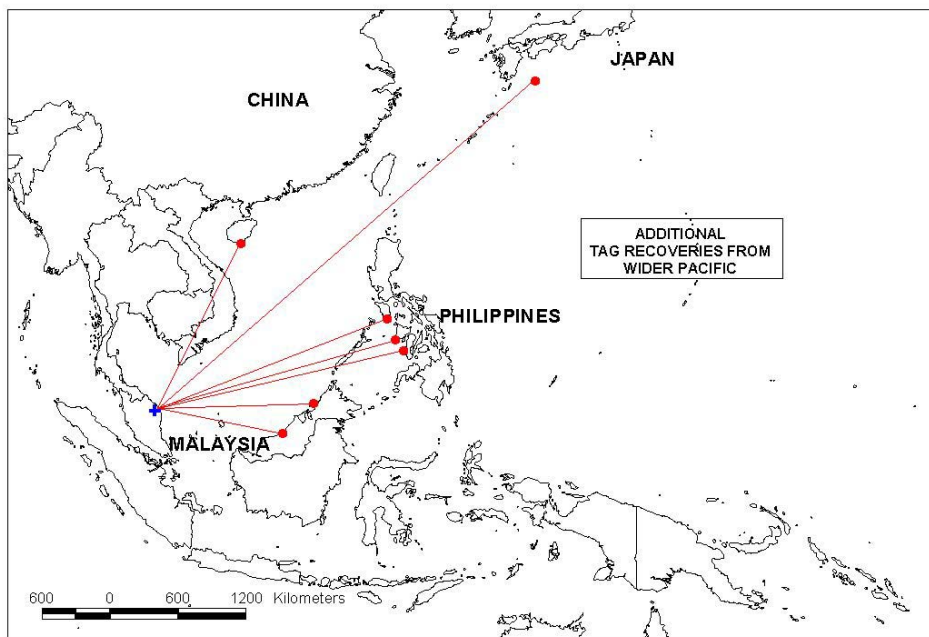 JAPAN
CHINA
ADDITIONAL
TAG RECOVERIES FROM
WIDER PACIFIC
PHILIPPINES
MALAYSIA
600 0 600 1200 Kilometers